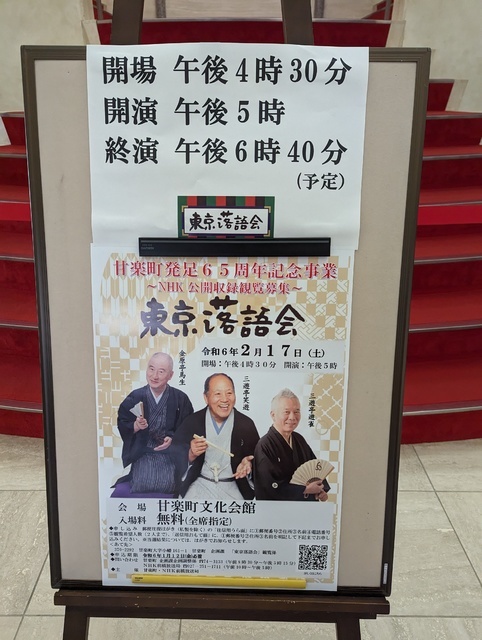 開場 午後4時30分
開演 午後5時
終演 午後6時40分
(予定)
東京落語会
甘楽町発足65周年記念事業
～NHK公開収録観覧募集～
東京落語会
令和6年2月17日(土)
開場：午後4時30分 開演：午後5時
金原亭馬生
三遊亭笑遊
三遊亭遊雀
会場 甘楽町文化会館
入場料 無料(全席指定)